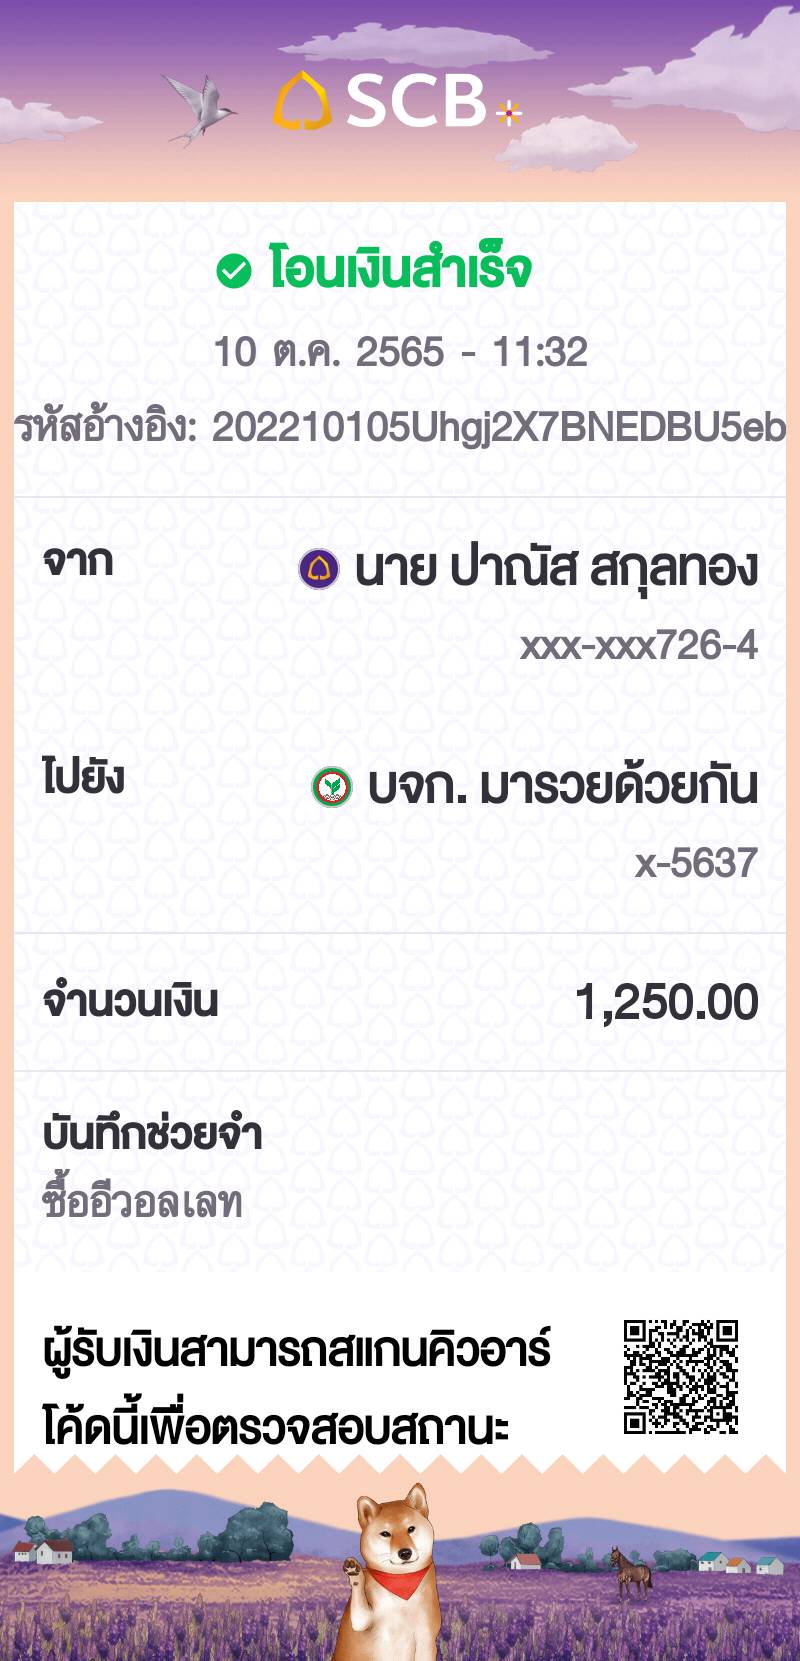 SCB
โอนเงินสำเร็จ
10 ต.ค. 2565 - 11:32
รหัสอ้างอิง: 202210105Uhgj2X7BNEDBU5eb
จาก
นาย ปาณัส สกุลทอง
xxx-xxx726-4
ไปยัง
บจก. มารวยด้วยกัน
x-5637
จำนวนเงิน
1,250.00
บันทึกช่วยจำ
ซื้ออีวอลเลท
ผู้รับเงินสามารถสแกนคิวอาร์
โค้ดนี้เพื่อตรวจสอบสถานะ